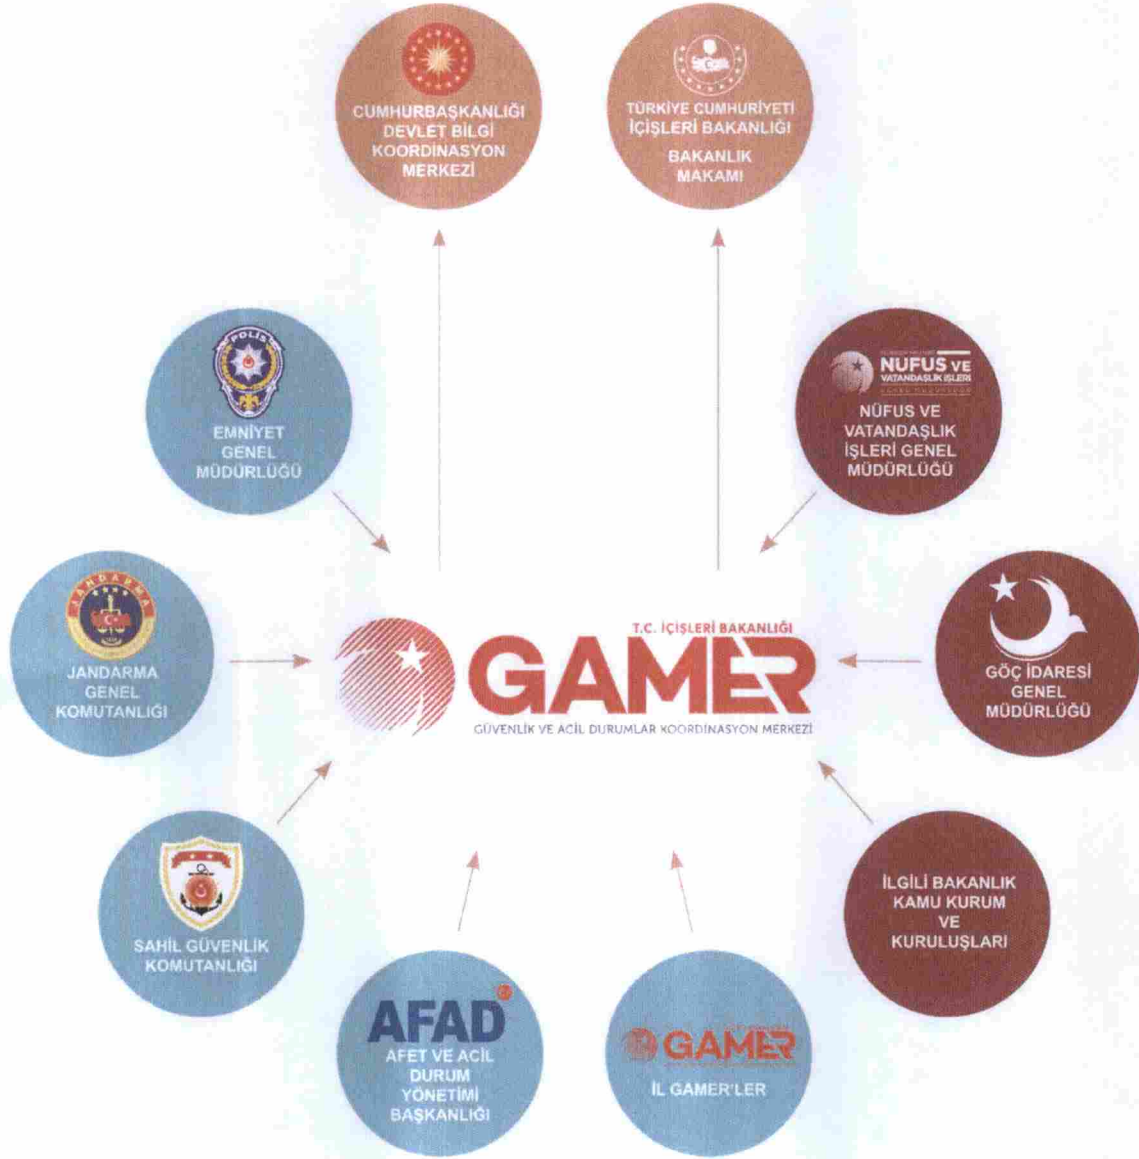 CUMHURBAŞKANLIĞI
DEVLET BİLGİ
KOORDİNASYON
MERKEZİ
TÜRKİYE CUMHURİYETİ
İÇİŞLERİ BAKANLIĞI
BAKANLIK
MAKAMI
POLİS
EMNİYET
GENEL
MÜDÜRLÜĞÜ
NÜFUS VE
VATANDAŞLIK İŞLERİ
NÜFUS VE
VATANDAŞLIK
İŞLERİ GENEL
MÜDÜRLÜĞÜ
JANDARMA
JANDARMA
GENEL
KOMUTANLIĞI
T.C. İÇİŞLERİ BAKANLIĞI
GAMER
GÜVENLİK VE ACİL DURUMLAR KOORDİNASYON MERKEZİ
GÖÇ İDARESİ
GENEL
MÜDÜRLÜĞÜ
SAHİL GÜVENLİK
KOMUTANLIĞI
İLGİLİ BAKANLIK
KAMU KURUM
VE
KURULUŞLARI
AFAD
AFET VE ACİL
DURUM
YÖNETİMİ
BAŞKANLIĞI
GAMER
İL GAMER'LER